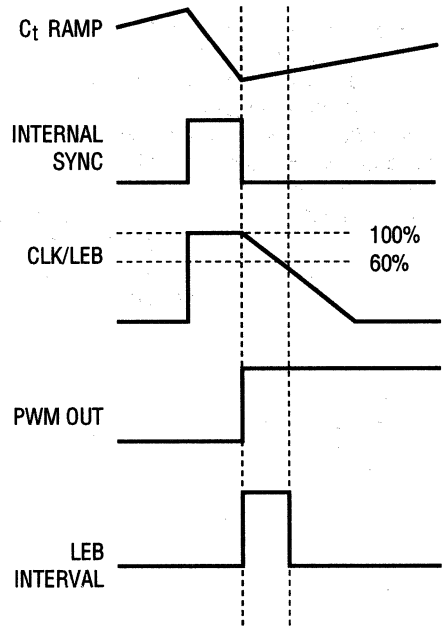 Ct RAMP
INTERNAL
SYNC
CLK/LEB
100%
60%
PWM OUT
LEB
INTERVAL